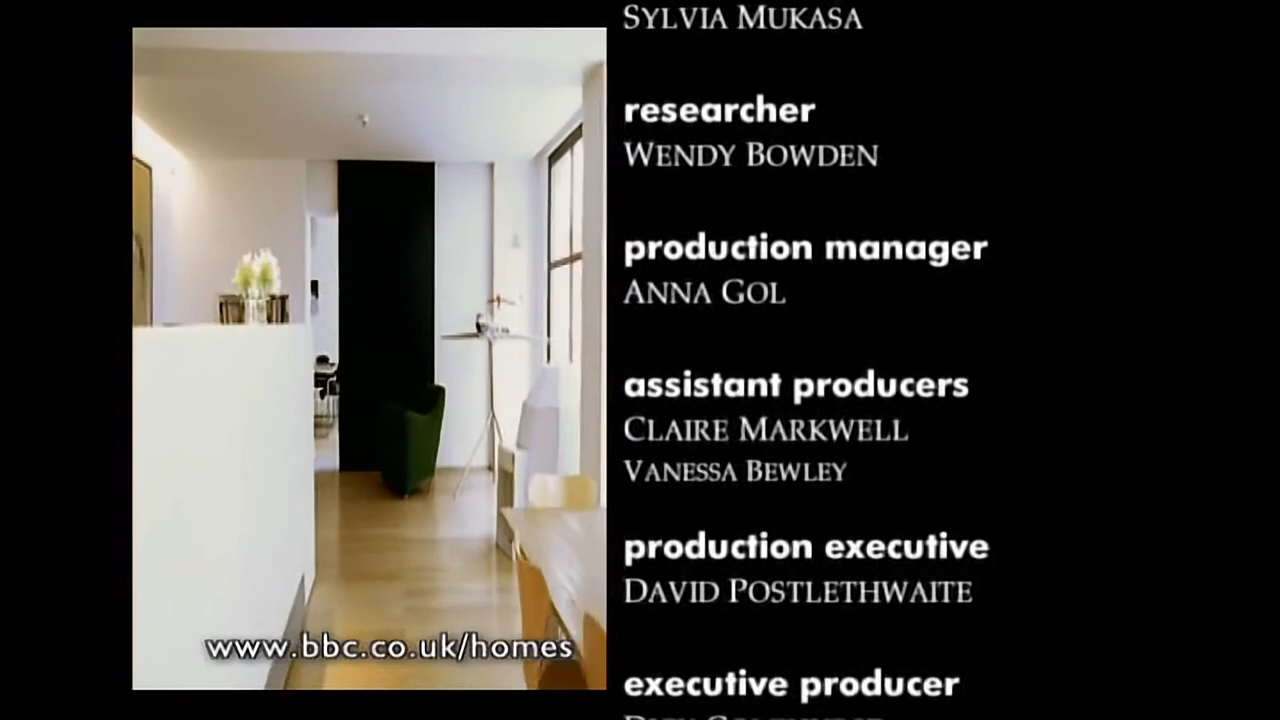 SYLVIA MUKASA
researcher
WENDY BOWDEN
production manager
ANNA GOL
assistant producers
CLAIRE MARKWELL
VANESSA BEWLEY
production executive
DAVID POSTLETHWAITE
www.bbc.co.uk/homes
executive producer